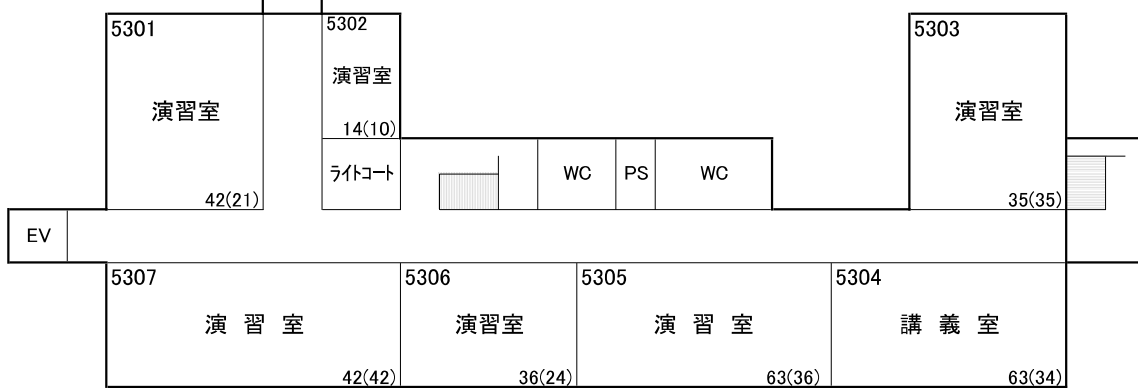 5301
演習室
42(21)
5302
演習室
14(10)
ライトコート
WC
PS
WC
5303
演習室
35(35)
EV
5307
演 習 室
42(42)
5306
演習室
36(24)
5305
演 習 室
63(36)
5304
講 義 室
63(34)